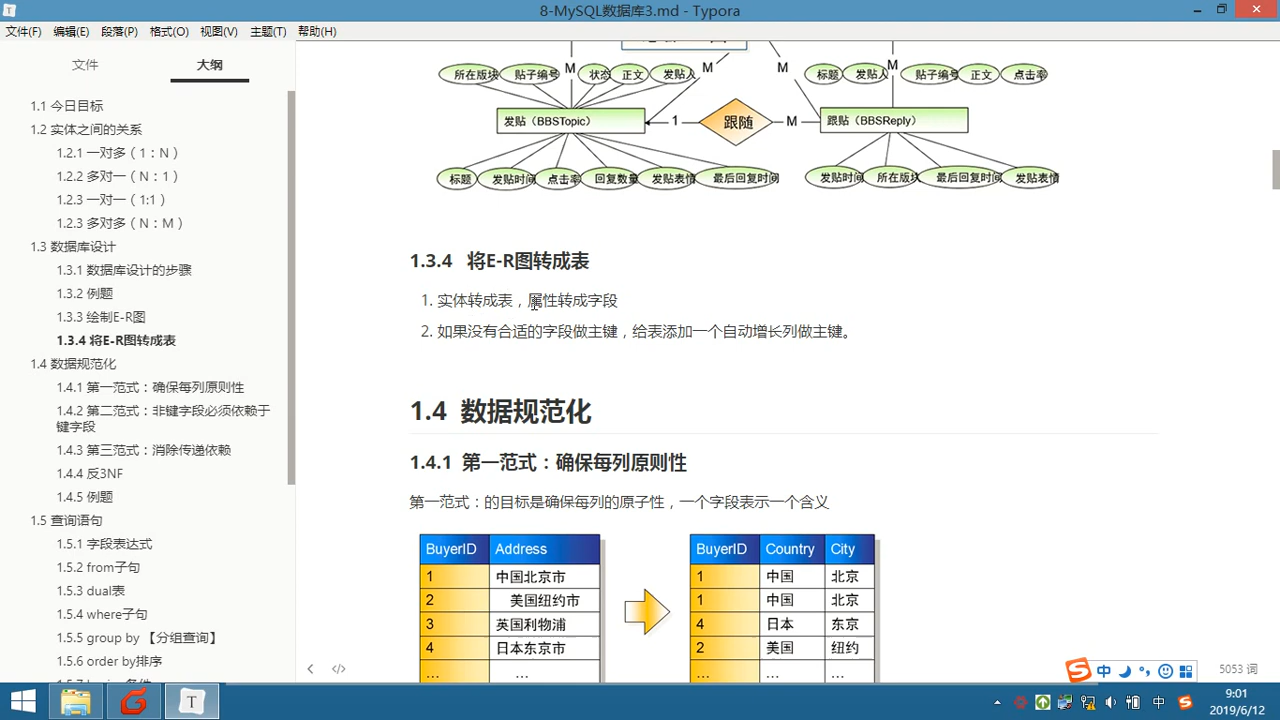 8-MySQL数据库3.md - Typora
文件(F) 编辑(E) 段落(P) 格式(O) 视图(V) 主题(T) 帮助(H)
文件 大纲
1.1 今日目标
1.2 实体之间的关系
1.2.1 一对多（1：N）
1.2.2 多对一（N：1）
1.2.3 一对一（1:1）
1.2.3 多对多（N：M）
1.3 数据库设计
1.3.1 数据库设计的步骤
1.3.2 例题
1.3.3 绘制E-R图
1.3.4 将E-R图转成表
1.4 数据规范化
1.4.1 第一范式：确保每列原则性
1.4.2 第二范式：非键字段必须依赖于
键字段
1.4.3 第三范式：消除传递依赖
1.4.4 反3NF
1.4.5 例题
1.5 查询语句
1.5.1 字段表达式
1.5.2 from子句
1.5.3 dual表
1.5.4 where子句
1.5.5 group by 【分组查询】
1.5.6 order by排序
M M M M
所在版块 贴子编号 状态 正文 发贴人 标题 发贴人 贴子编号 正文 点击率
发贴（BBSTopic） 1 跟随 M 跟贴（BBSReply）
标题 发贴时间 点击率 回复数量 发贴表情 最后回复时间 发贴时间 所在版块 最后回复时间 发贴表情
1.3.4 将E-R图转成表
1. 实体转成表，属性转成字段
2. 如果没有合适的字段做主键，给表添加一个自动增长列做主键。
1.4 数据规范化
1.4.1 第一范式：确保每列原则性
第一范式：的目标是确保每列的原子性，一个字段表示一个含义
BuyerID Address
1 中国北京市
2 美国纽约市
3 英国利物浦
4 日本东京市
… …
BuyerID Country City
1 中国 北京
1 中国 北京
4 日本 东京
2 美国 纽约
… … …
中
5053 词
中
9:01
2019/6/12